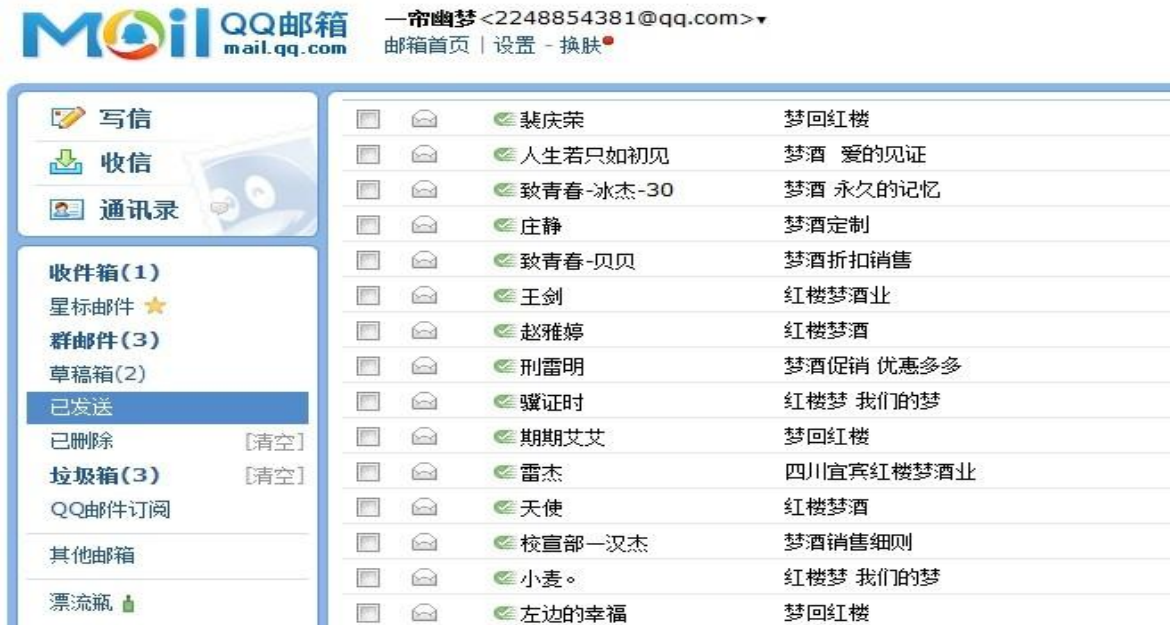 Mail QQ邮箱
mail.qq.com
一帘幽梦<2248854381@qq.com>▾
邮箱首页 | 设置 - 换肤
写信
收信
通讯录
收件箱(1)
星标邮件
群邮件(3)
草稿箱(2)
已发送
已删除 [清空]
垃圾箱(3) [清空]
QQ邮件订阅
其他邮箱
漂流瓶
裴庆荣 梦回红楼
人生若只如初见 梦酒 爱的见证
致青春-冰杰-30 梦酒 永久的记忆
庄静 梦酒定制
致青春-贝贝 梦酒折扣销售
王剑 红楼梦酒业
赵雅婷 红楼梦酒
刑雷明 梦酒促销 优惠多多
骥证时 红楼梦 我们的梦
期期艾艾 梦回红楼
雷杰 四川宜宾红楼梦酒业
天使 红楼梦酒
校宣部—汉杰 梦酒销售细则
小麦。 红楼梦 我们的梦
左边的幸福 梦回红楼